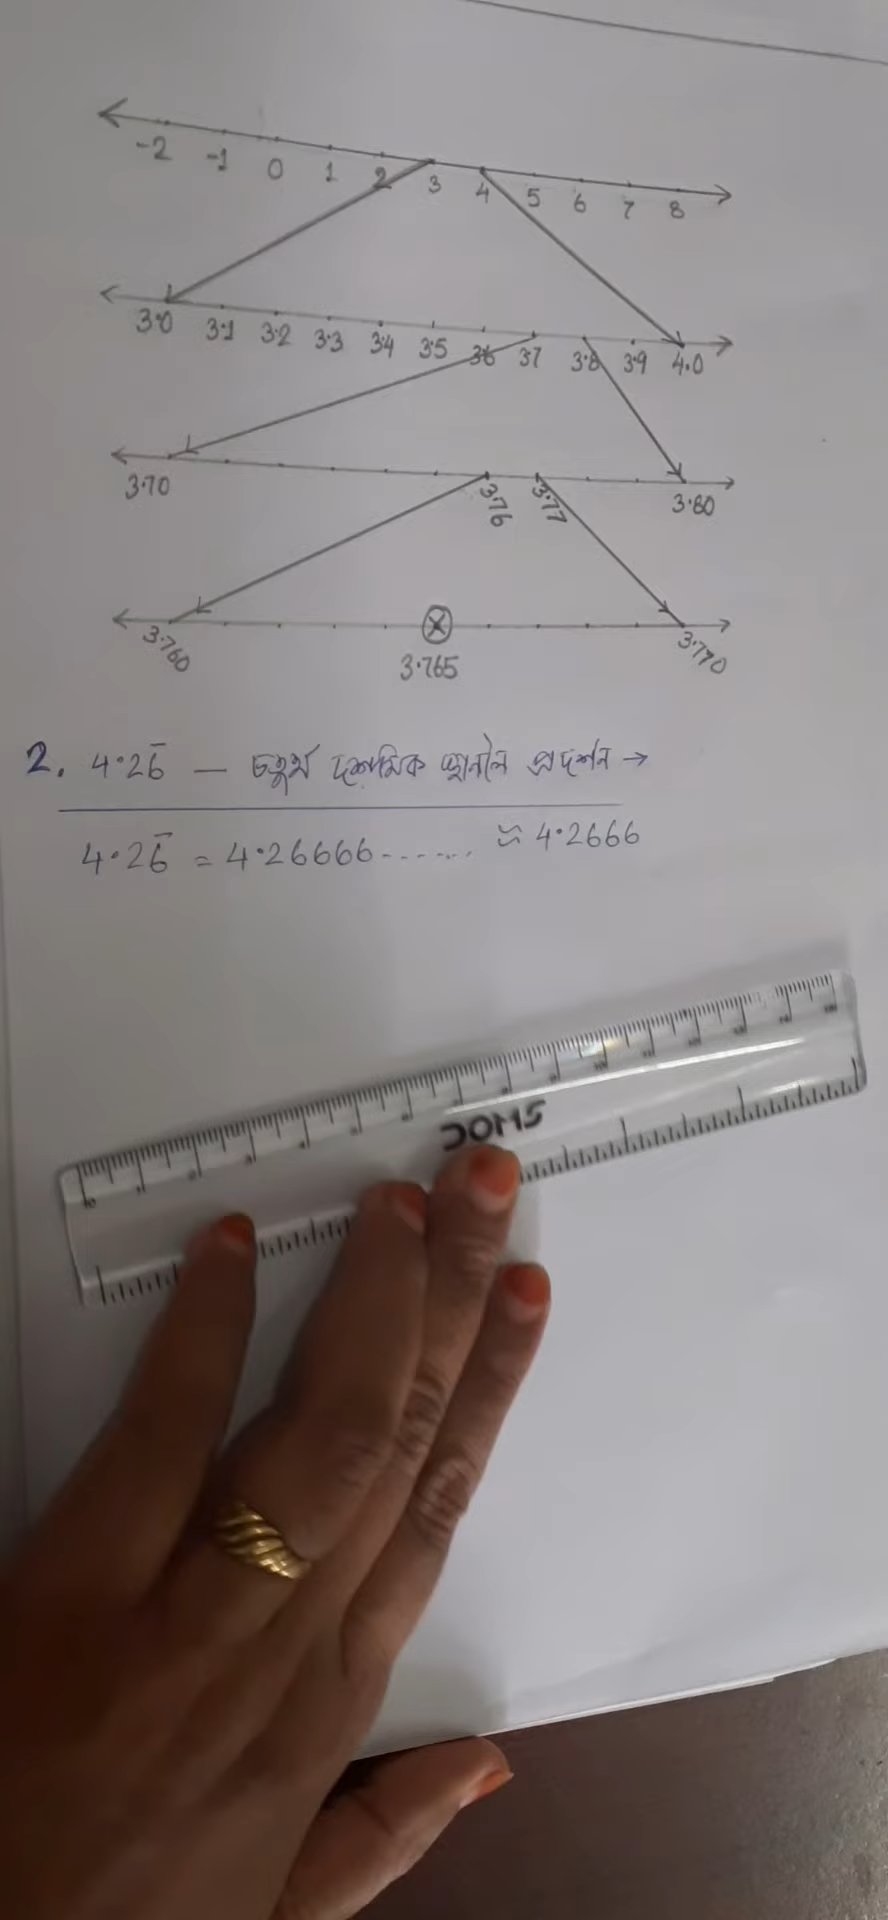 -2 -1 0 1 2 3 4 5 6 7 8
3.0 3.1 3.2 3.3 3.4 3.5 3.6 3.7 3.8 3.9 4.0
3.70 3.76 3.77 3.80
3.760 3.765 3.770
2. 4.26̅ — চতুৰ্থ দশমিক স্থানলৈ প্ৰদৰ্শন →
4.26̅ = 4.26666....... ≈ 4.2666
DOMS